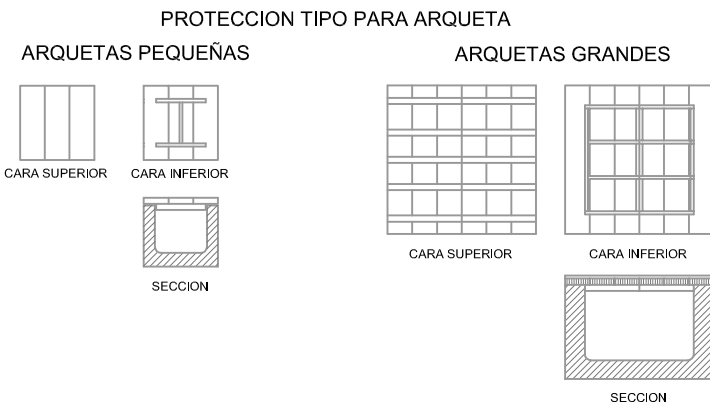 PROTECCION TIPO PARA ARQUETA
ARQUETAS PEQUEÑAS
CARA SUPERIOR
CARA INFERIOR
SECCION
ARQUETAS GRANDES
CARA SUPERIOR
CARA INFERIOR
SECCION